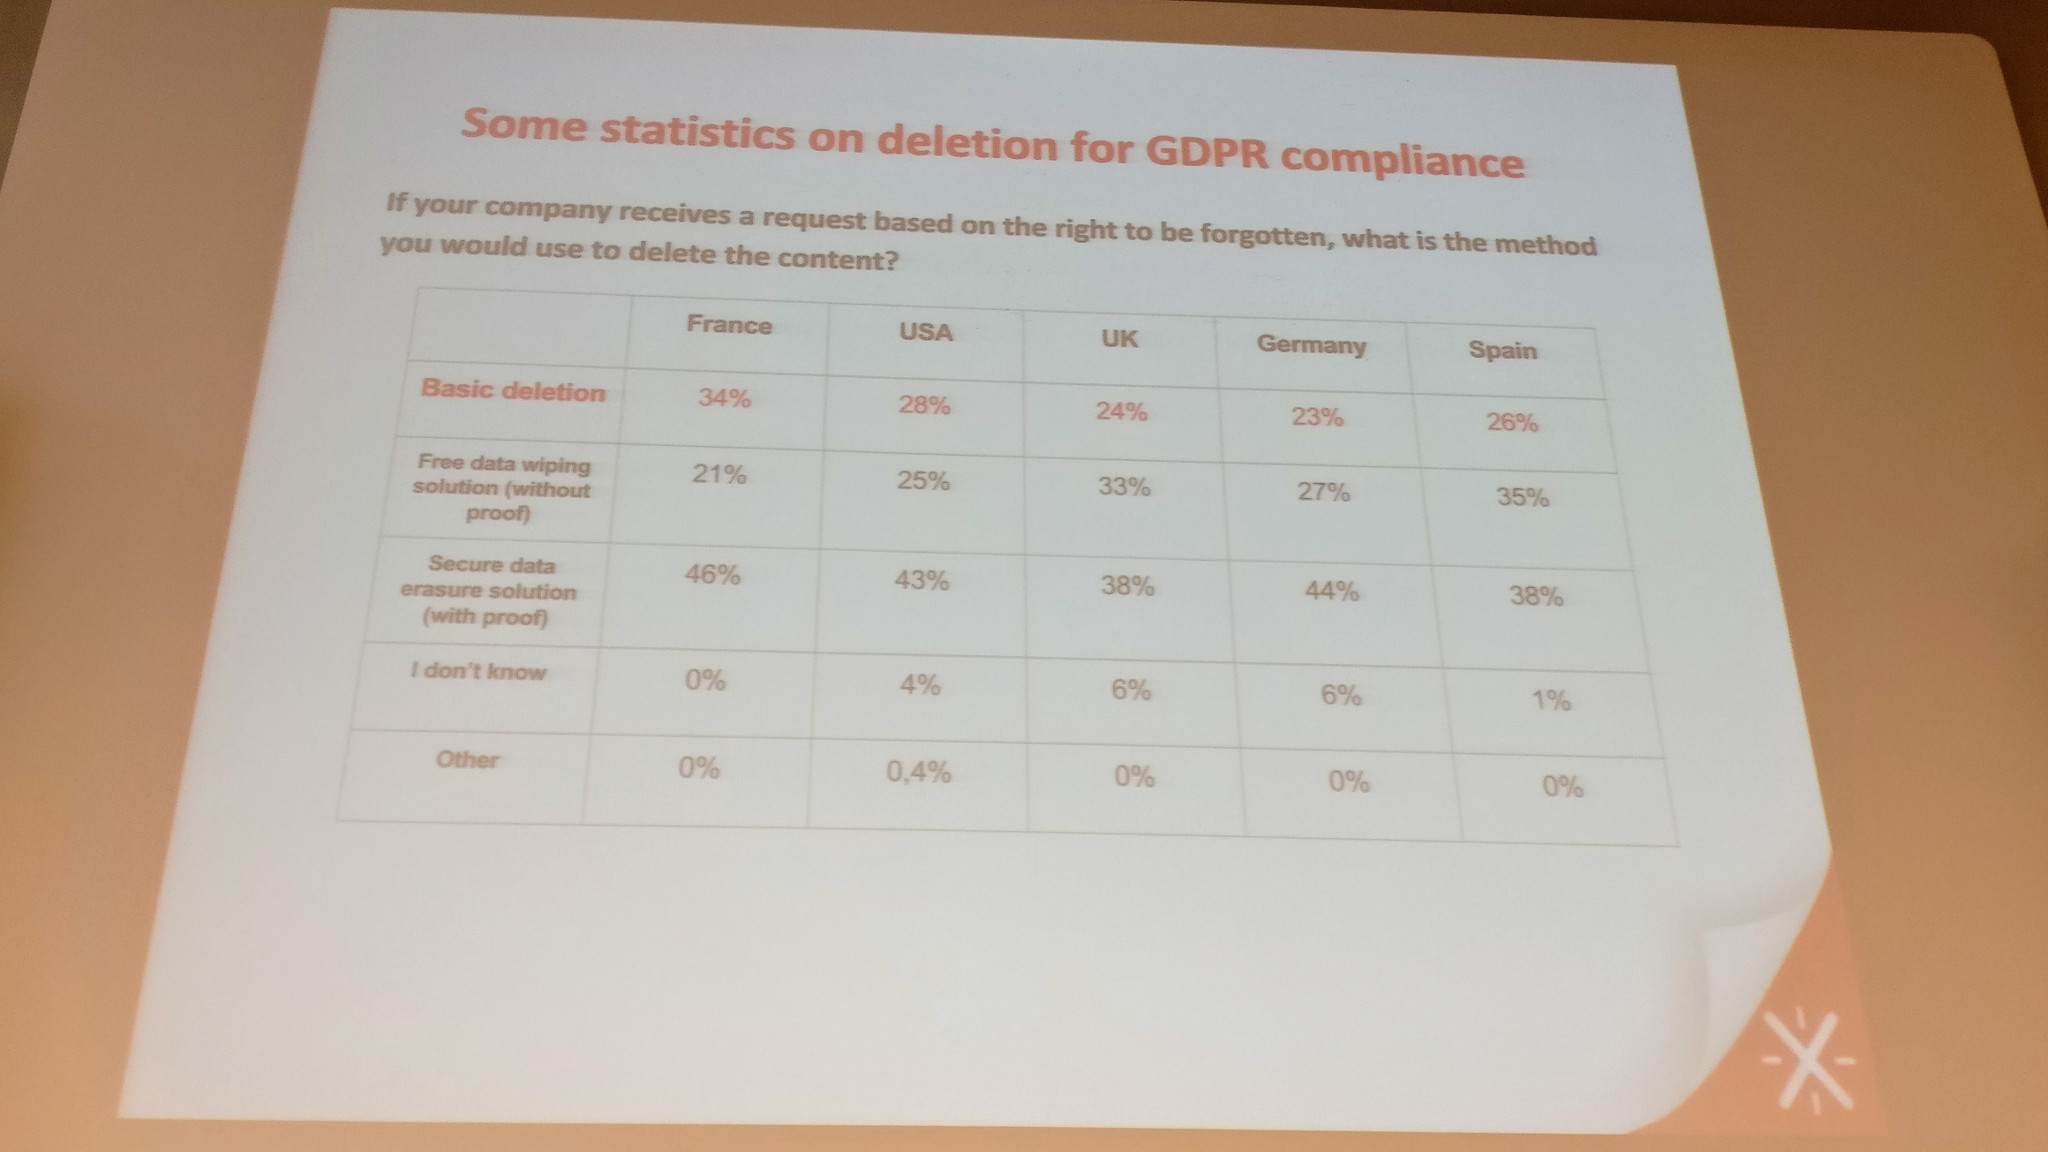 Some statistics on deletion for GDPR compliance
If your company receives a request based on the right to be forgotten, what is the method
you would use to delete the content?
France USA UK Germany Spain
Basic deletion 34% 28% 24% 23% 26%
Free data wiping
solution (without
proof) 21% 25% 33% 27% 35%
Secure data
erasure solution
(with proof) 46% 43% 38% 44% 38%
I don't know 0% 4% 6% 6% 1%
Other 0% 0,4% 0% 0% 0%